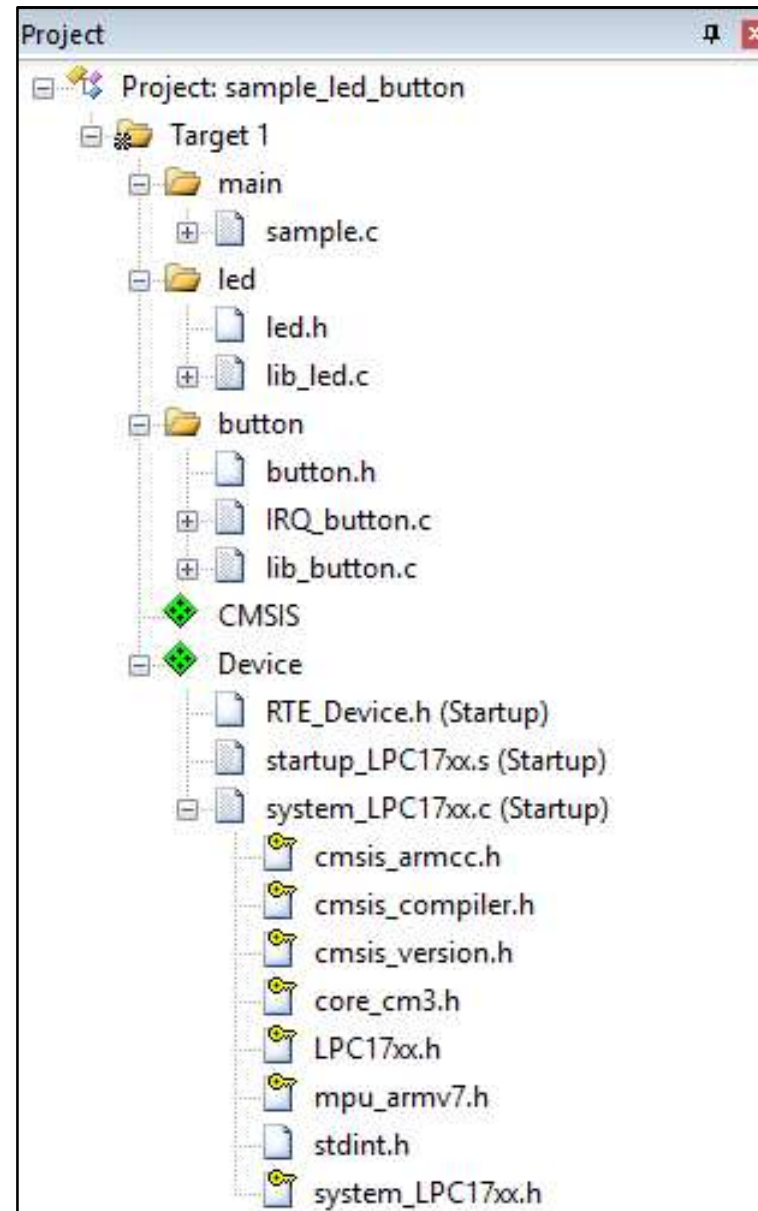 Project
Project: sample_led_button
Target 1
main
sample.c
led
led.h
lib_led.c
button
button.h
IRQ_button.c
lib_button.c
CMSIS
Device
RTE_Device.h (Startup)
startup_LPC17xx.s (Startup)
system_LPC17xx.c (Startup)
cmsis_armcc.h
cmsis_compiler.h
cmsis_version.h
core_cm3.h
LPC17xx.h
mpu_armv7.h
stdint.h
system_LPC17xx.h